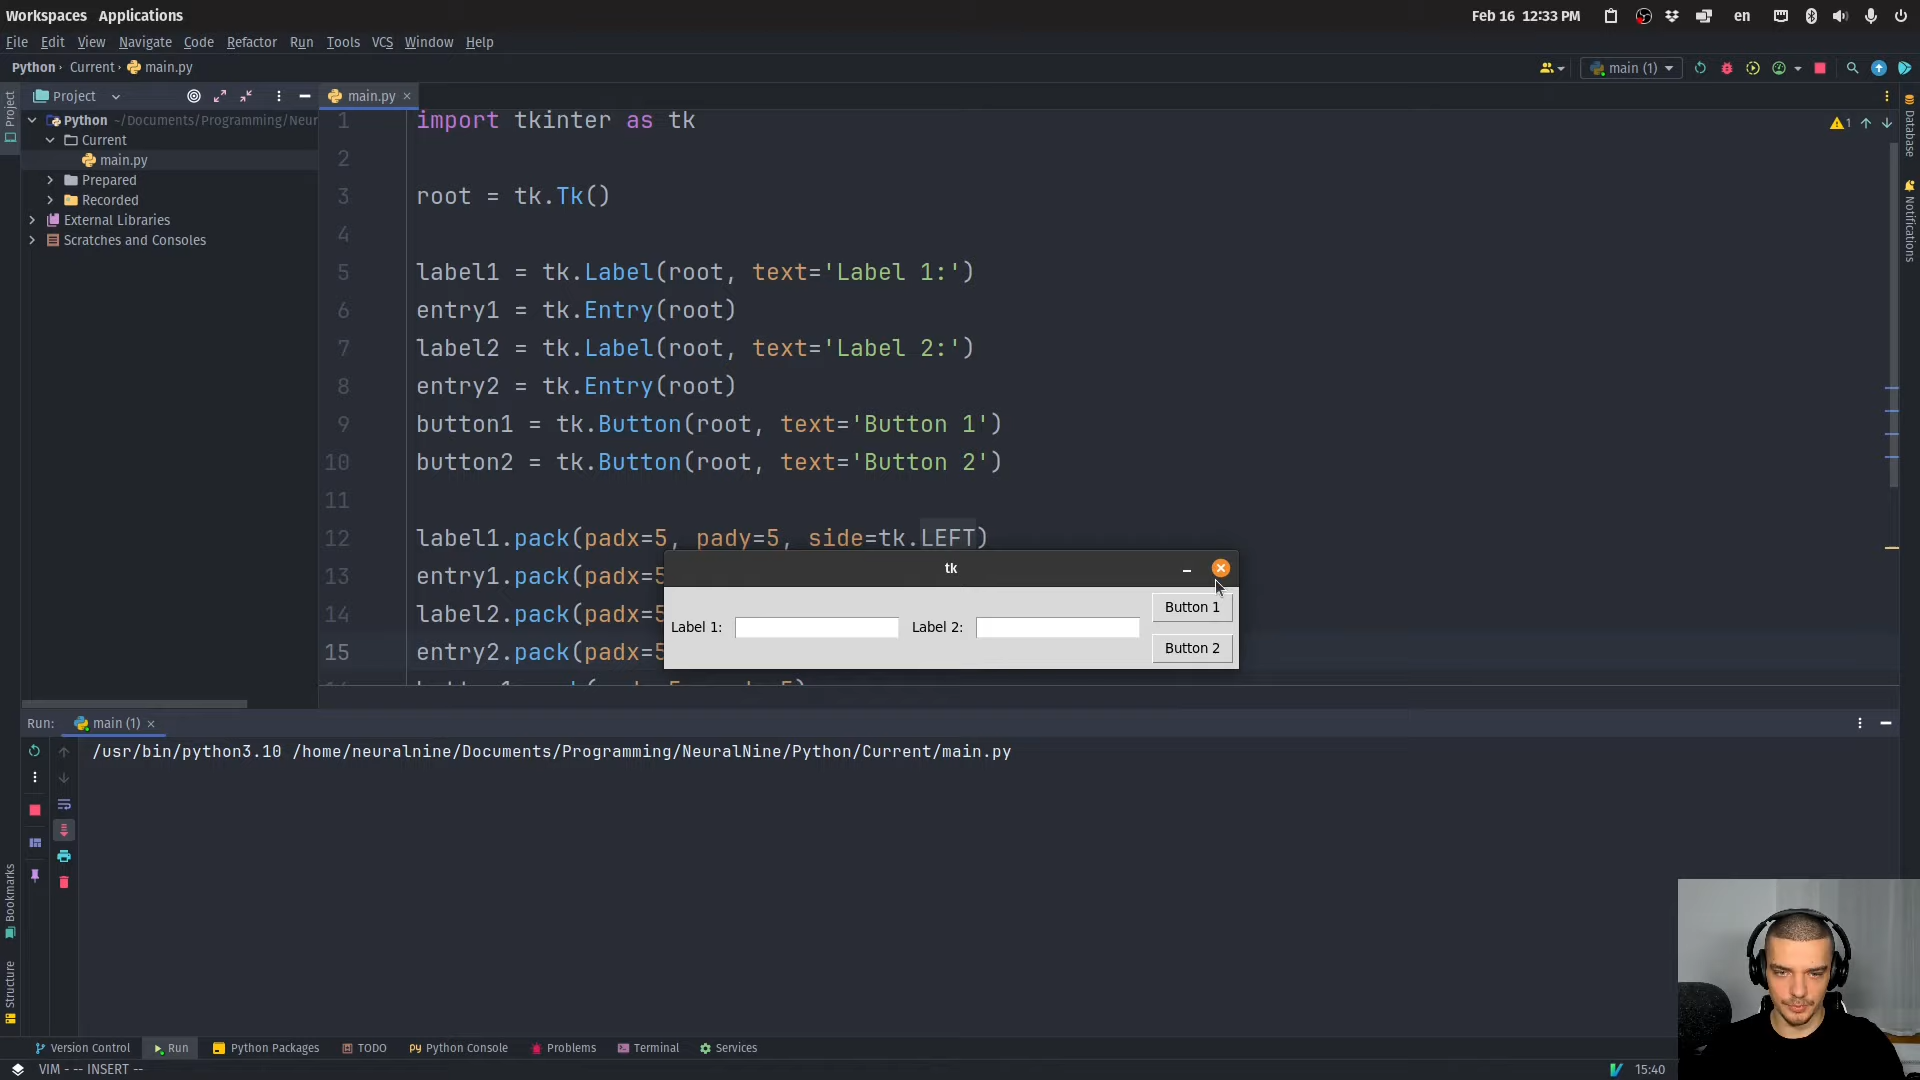 Workspaces Applications Feb 16 12:33 PM en
File Edit View Navigate Code Refactor Run Tools VCS Window Help
Python › Current › main.py main (1)
Project
Project
main.py
Python ~/Documents/Programming/Neur
Current
main.py
Prepared
Recorded
External Libraries
Scratches and Consoles
1 import tkinter as tk
2
3 root = tk.Tk()
4
5 label1 = tk.Label(root, text='Label 1:')
6 entry1 = tk.Entry(root)
7 label2 = tk.Label(root, text='Label 2:')
8 entry2 = tk.Entry(root)
9 button1 = tk.Button(root, text='Button 1')
10 button2 = tk.Button(root, text='Button 2')
11
12 label1.pack(padx=5, pady=5, side=tk.LEFT)
13 entry1.pack(padx=5
14 label2.pack(padx=5
15 entry2.pack(padx=5
1
Database
Notifications
tk
Label 1: Label 2: Button 1
Button 2
Run: main (1)
/usr/bin/python3.10 /home/neuralnine/Documents/Programming/NeuralNine/Python/Current/main.py
Bookmarks
Structure
Version Control Run Python Packages TODO Python Console Problems Terminal Services
VIM - -- INSERT -- 15:40